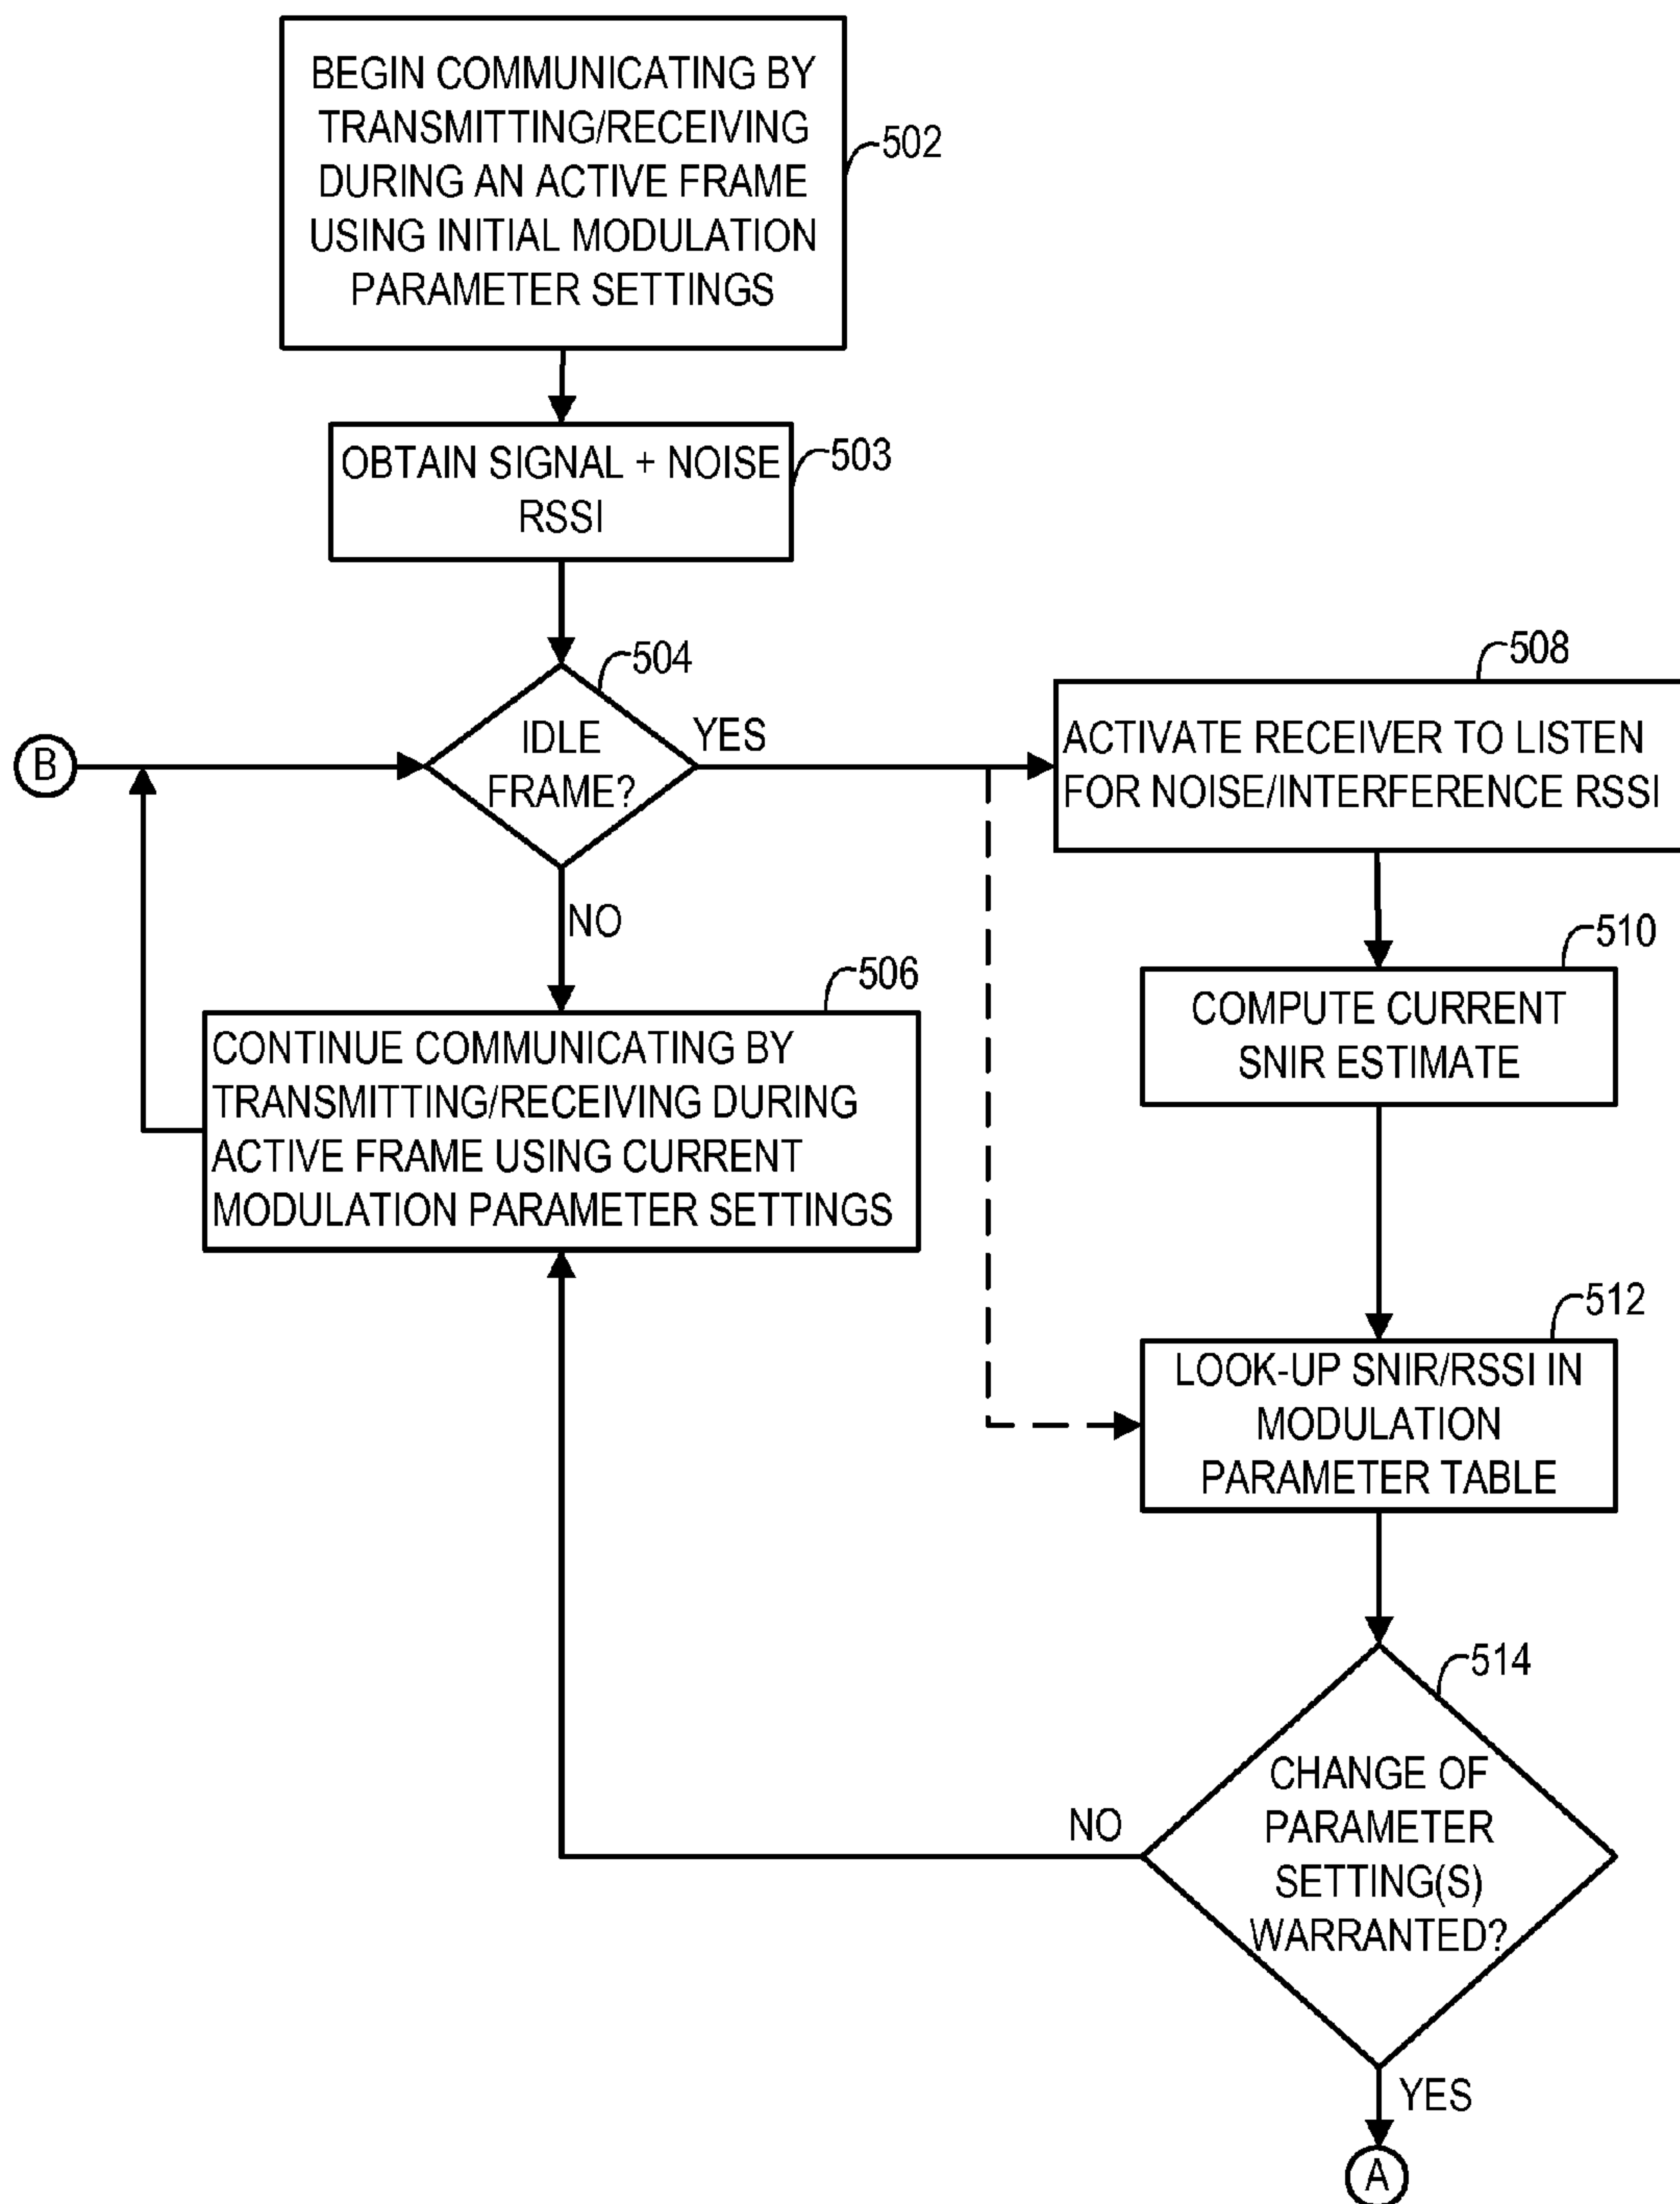 BEGIN COMMUNICATING BY
TRANSMITTING/RECEIVING
DURING AN ACTIVE FRAME
USING INITIAL MODULATION
PARAMETER SETTINGS
502
OBTAIN SIGNAL + NOISE
RSSI
503
504
IDLE
FRAME?
YES
B
NO
508
ACTIVATE RECEIVER TO LISTEN
FOR NOISE/INTERFERENCE RSSI
506
CONTINUE COMMUNICATING BY
TRANSMITTING/RECEIVING DURING
ACTIVE FRAME USING CURRENT
MODULATION PARAMETER SETTINGS
510
COMPUTE CURRENT
SNIR ESTIMATE
512
LOOK-UP SNIR/RSSI IN
MODULATION
PARAMETER TABLE
514
CHANGE OF
PARAMETER
SETTING(S)
WARRANTED?
NO
YES
A